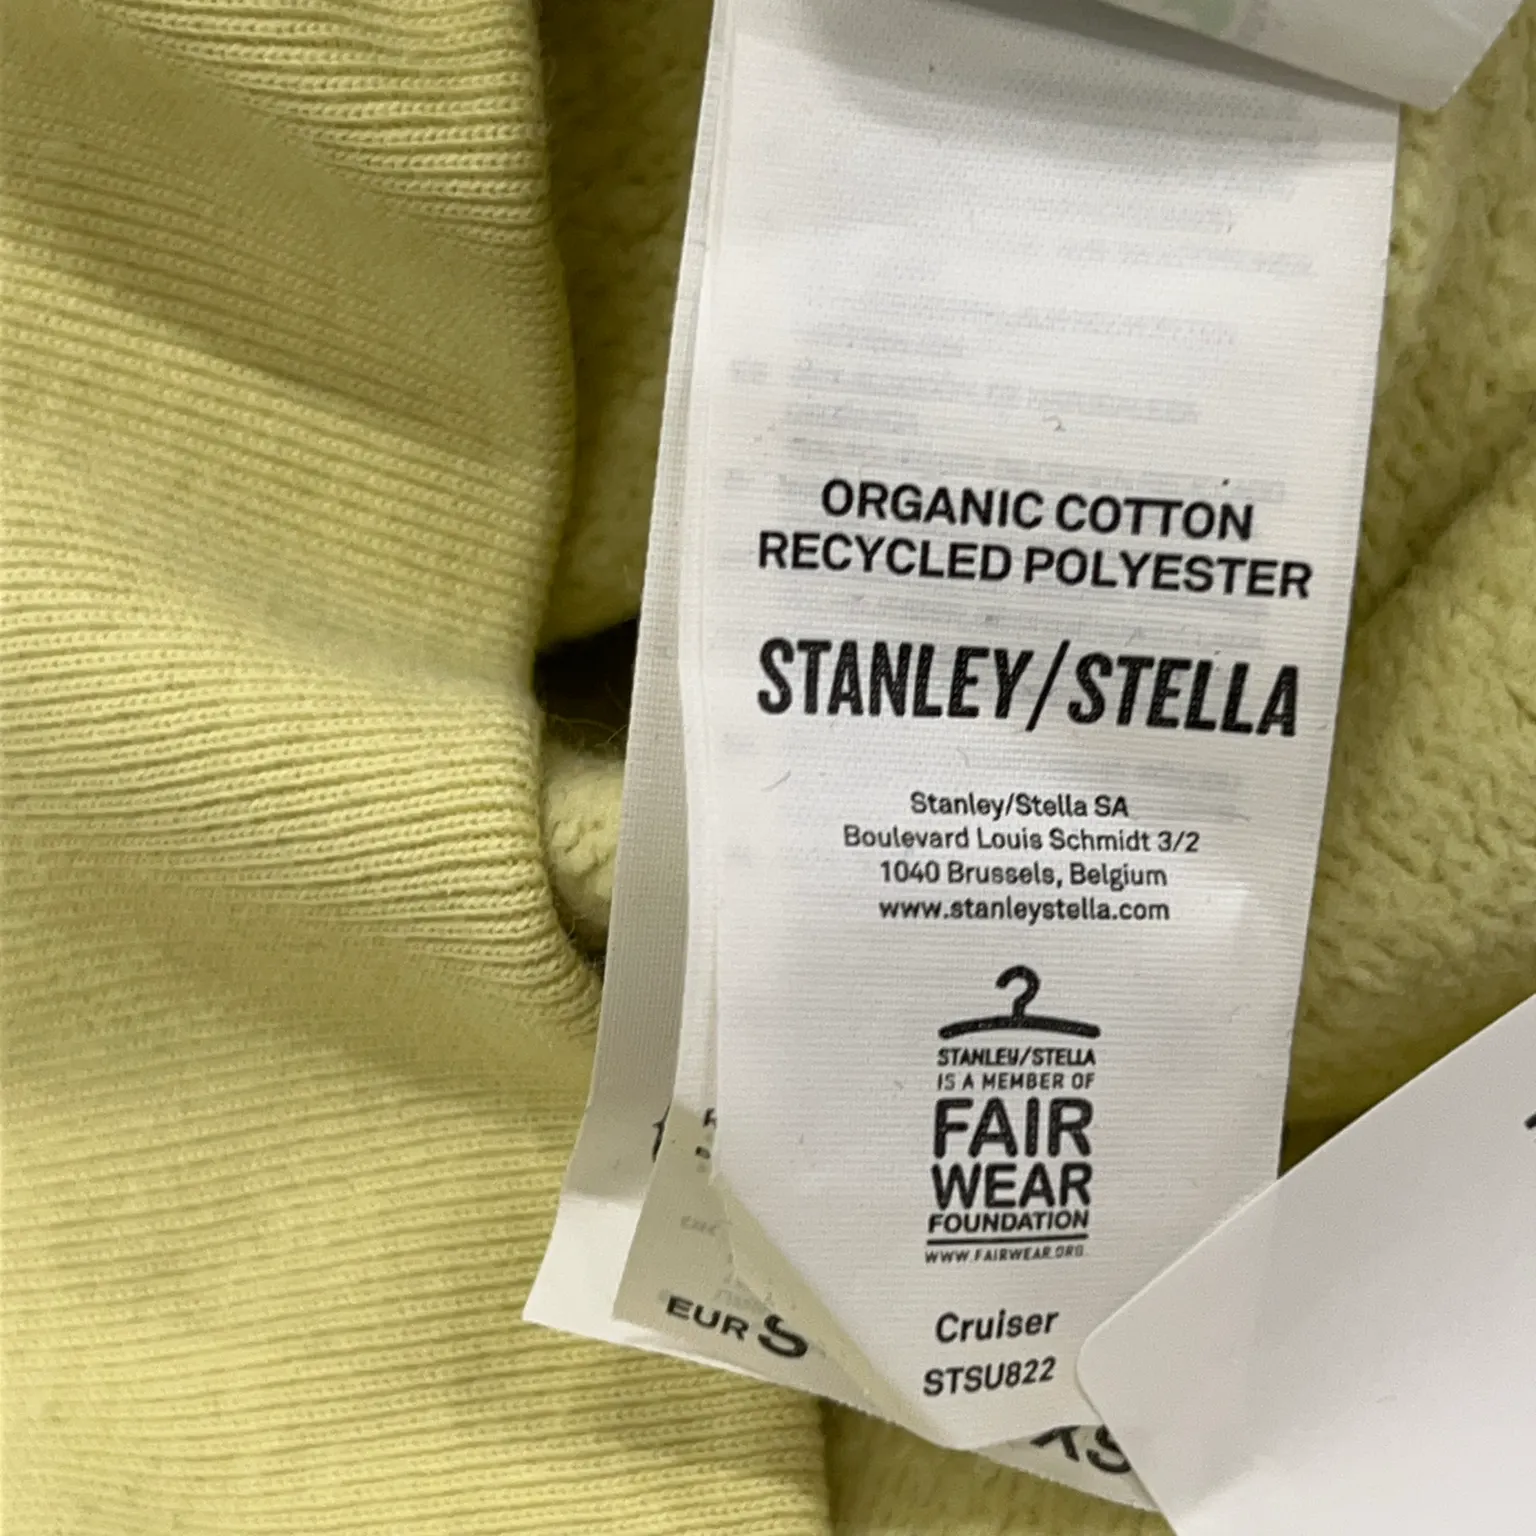 ORGANIC COTTON
RECYCLED POLYESTER
STANLEY/STELLA
Stanley/Stella SA
Boulevard Louis Schmidt 3/2
1040 Brussels, Belgium
www.stanleystella.com
STANLEY/STELLA
IS A MEMBER OF
FAIR
WEAR
FOUNDATION
WWW.FAIRWEAR.ORG
EUR S
Cruiser
STSU822
XS